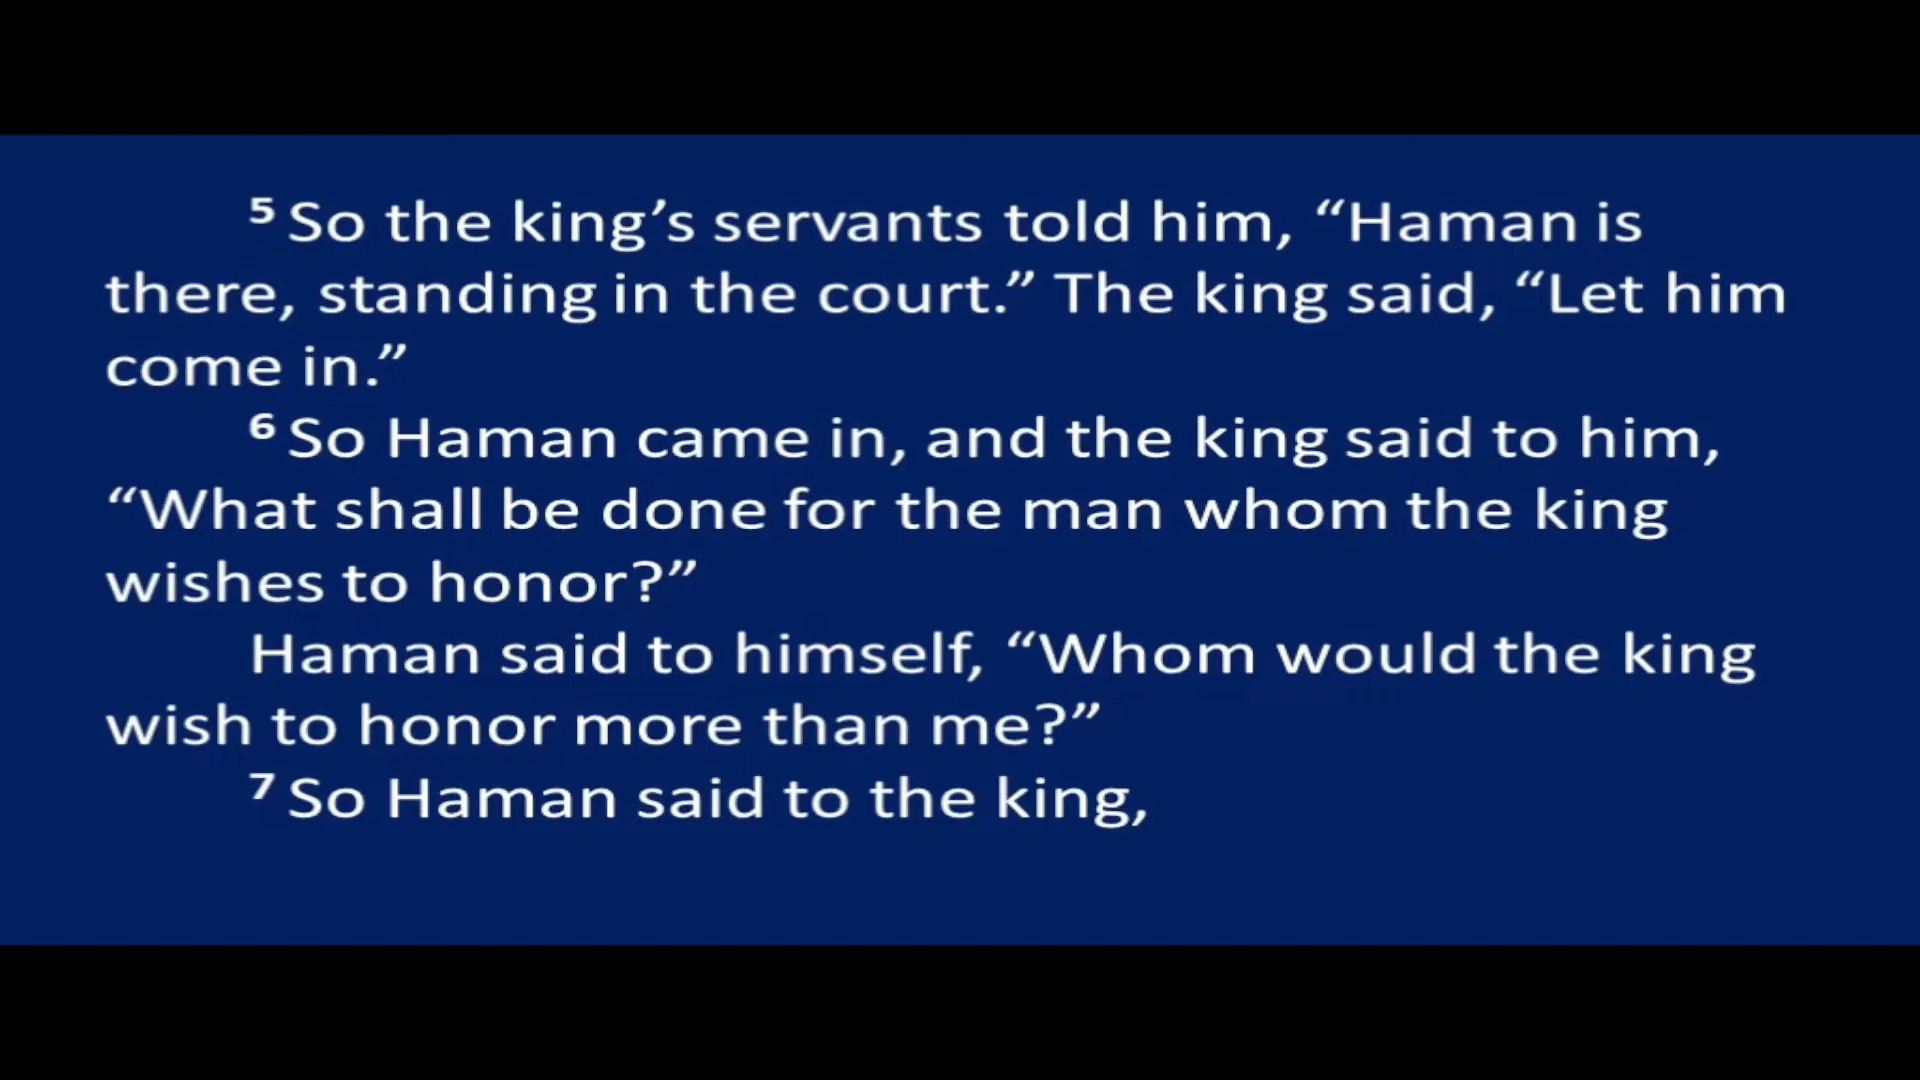 ⁵ So the king’s servants told him, “Haman is
there, standing in the court.” The king said, “Let him
come in.”
⁶ So Haman came in, and the king said to him,
“What shall be done for the man whom the king
wishes to honor?”
Haman said to himself, “Whom would the king
wish to honor more than me?”
⁷ So Haman said to the king,